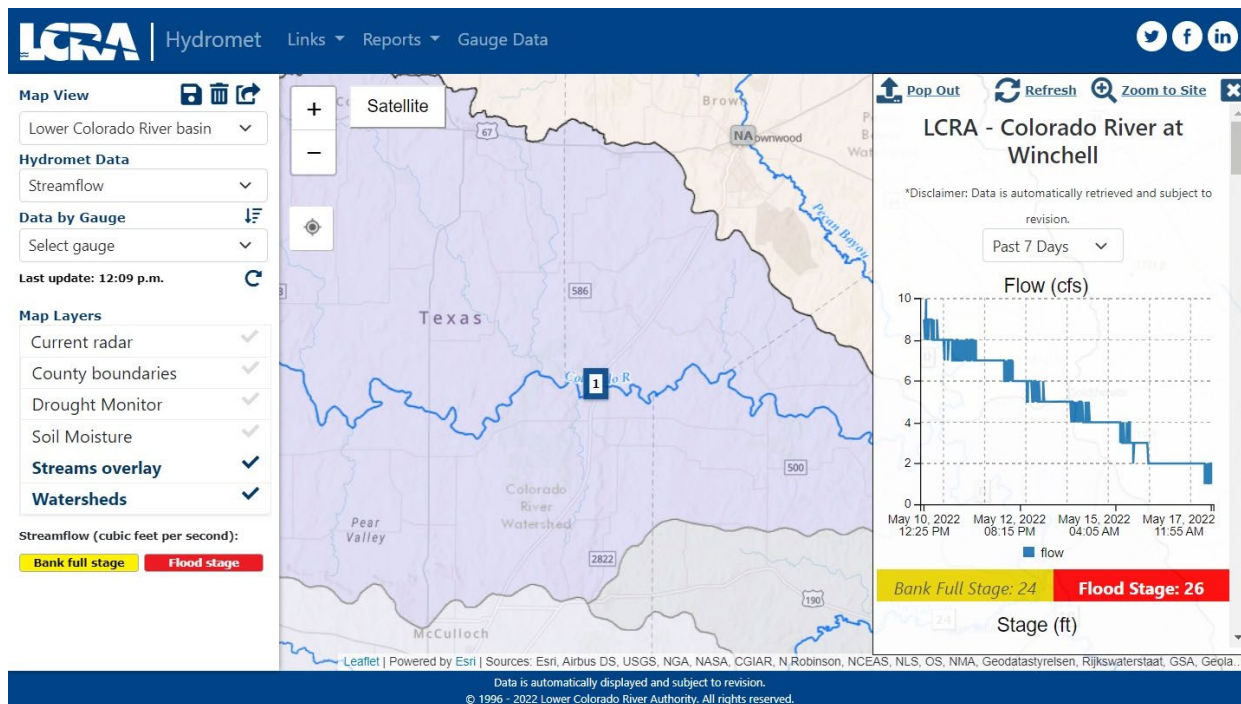 LCRA Hydromet Links Reports Gauge Data
Map View
Lower Colorado River basin
Hydromet Data
Streamflow
Data by Gauge
Select gauge
Last update: 12:09 p.m.
Map Layers
Current radar
County boundaries
Drought Monitor
Soil Moisture
Streams overlay
Watersheds
Streamflow (cubic feet per second):
Bank full stage Flood stage
+
−
Satellite
67
Brow
NA
ownwood
Pecan Bayou
586
Texas
1
500
Colorado
River
Watershed
Pear
Valley
2822
190
McCulloch
Leaflet | Powered by Esri | Sources: Esri, Airbus DS, USGS, NGA, NASA, CGIAR, N Robinson, NCEAS, NLS, OS, NMA, Geodatastyrelsen, Rijkswaterstaat, GSA, Geola...
Pop Out Refresh Zoom to Site
LCRA - Colorado River at
Winchell
*Disclaimer: Data is automatically retrieved and subject to
revision.
Past 7 Days
Flow (cfs)
10
8
6
4
2
0
May 10, 2022 May 12, 2022 May 15, 2022 May 17, 2022
12:25 PM 08:15 PM 04:05 AM 11:55 AM
flow
Bank Full Stage: 24 Flood Stage: 26
Stage (ft)
Data is automatically displayed and subject to revision.
© 1996 - 2022 Lower Colorado River Authority. All rights reserved.